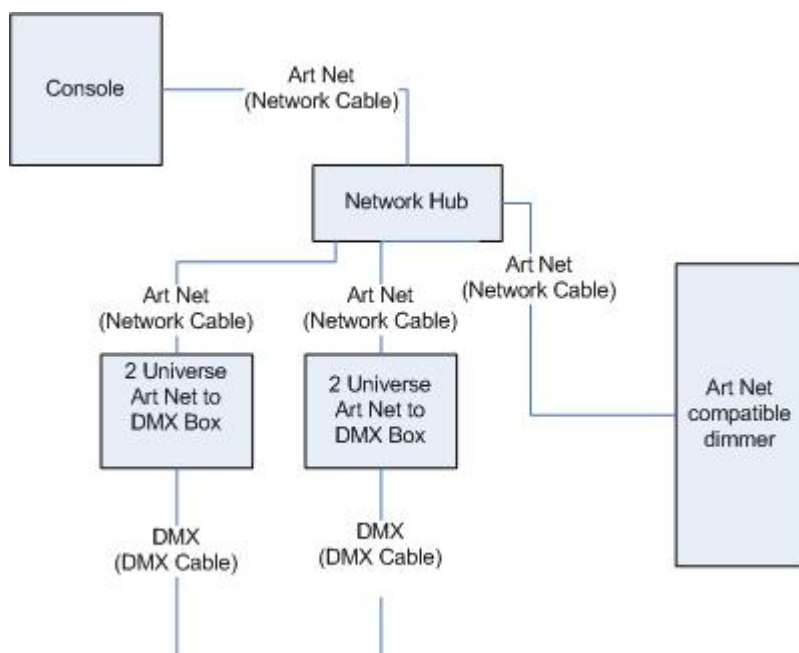 Console
Art Net
(Network Cable)
Network Hub
Art Net
(Network Cable)
Art Net
(Network Cable)
Art Net
(Network Cable)
2 Universe
Art Net to
DMX Box
2 Universe
Art Net to
DMX Box
Art Net
compatible
dimmer
DMX
(DMX Cable)
DMX
(DMX Cable)